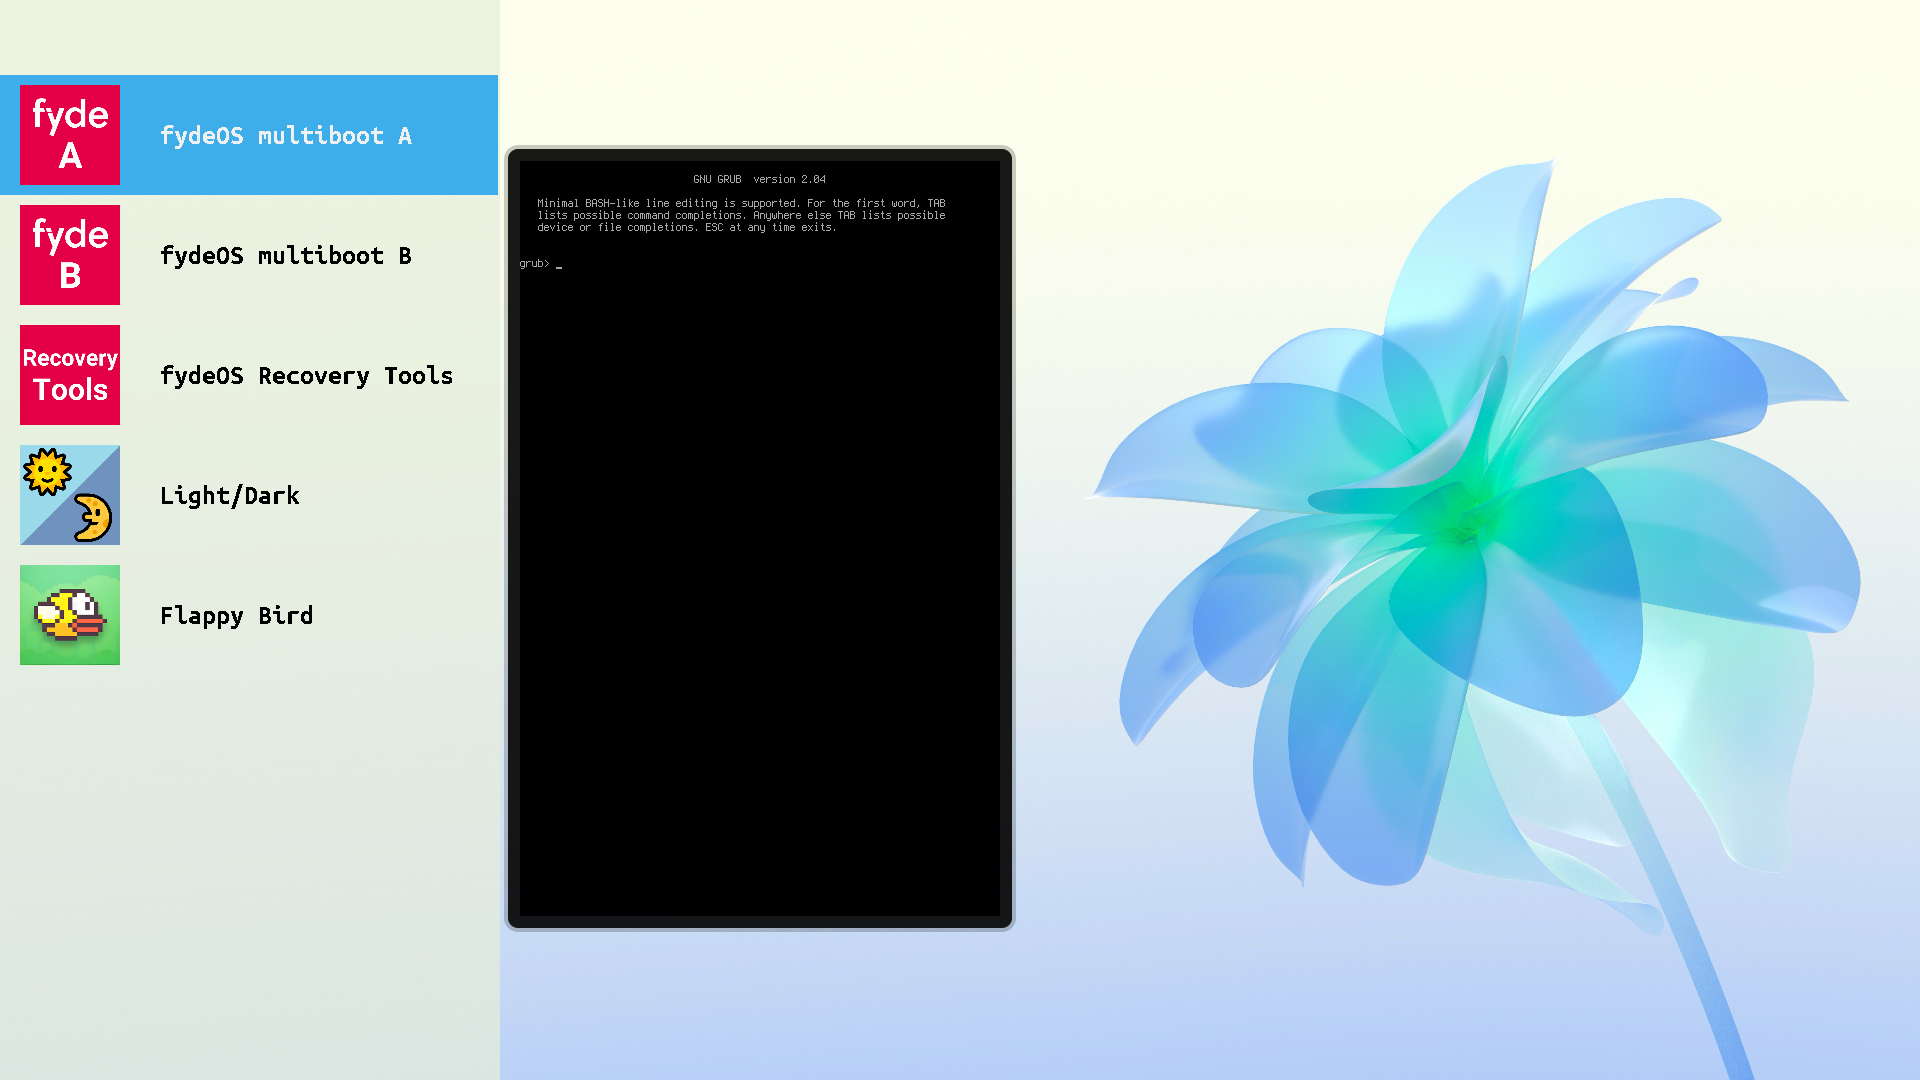 fyde
A
fydeOS multiboot A
fyde
B
fydeOS multiboot B
Recovery
Tools
fydeOS Recovery Tools
Light/Dark
Flappy Bird
GNU GRUB  version 2.04
Minimal BASH-like line editing is supported. For the first word, TAB
lists possible command completions. Anywhere else TAB lists possible
device or file completions. ESC at any time exits.
grub> _